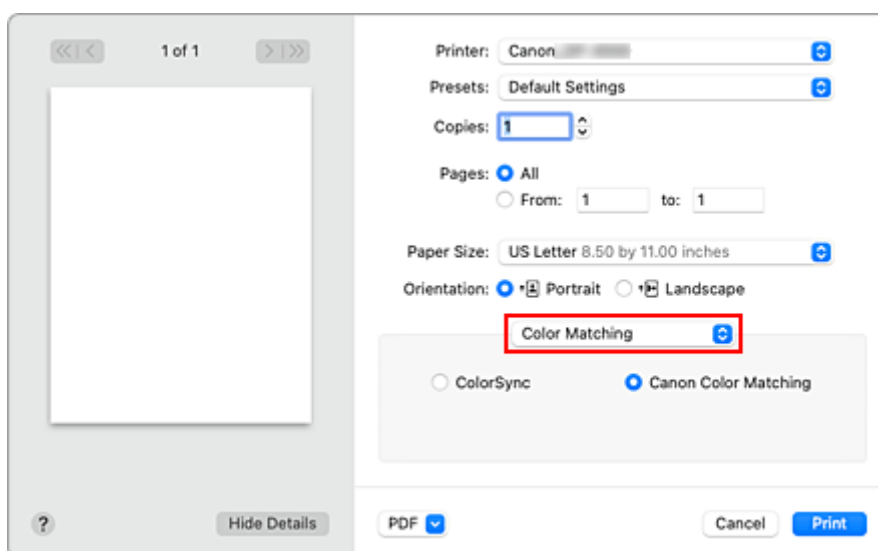 1 of 1
Printer: Canon
Presets: Default Settings
Copies: 1
Pages: All
From: 1 to: 1
Paper Size: US Letter 8.50 by 11.00 inches
Orientation: Portrait Landscape
Color Matching
ColorSync Canon Color Matching
? Hide Details PDF Cancel Print